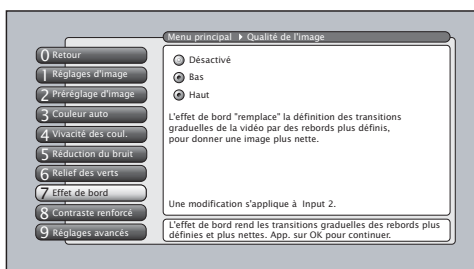 Menu principal ▶ Qualité de l'image
0 Retour
1 Réglages d'image
2 Préréglage d'image
3 Couleur auto
4 Vivacité des coul.
5 Réduction du bruit
6 Relief des verts
7 Effet de bord
8 Contraste renforcé
9 Réglages avancés
Désactivé
Bas
Haut
L'effet de bord "remplace" la définition des transitions
graduelles de la vidéo par des rebords plus définis,
pour donner une image plus nette.
Une modification s'applique à Input 2.
L'effet de bord rend les transitions graduelles des rebords plus
définies et plus nettes. App. sur OK pour continuer.